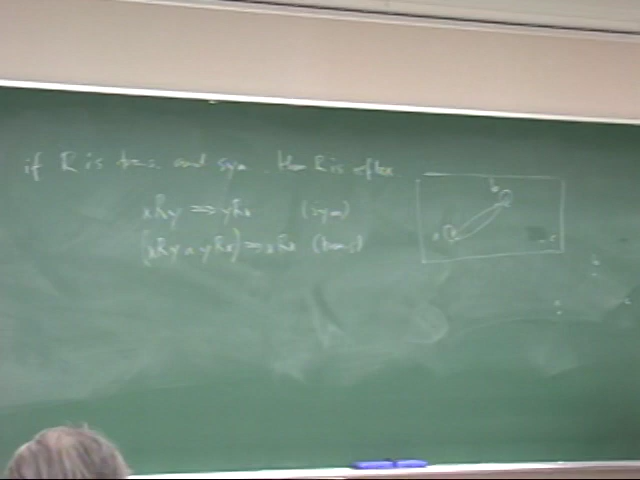 if R is trans. and sym. then R is reflex
xRy ⇒ yRx (sym)
(xRy ∧ yRx) ⇒ xRx (trans)
b
a
c